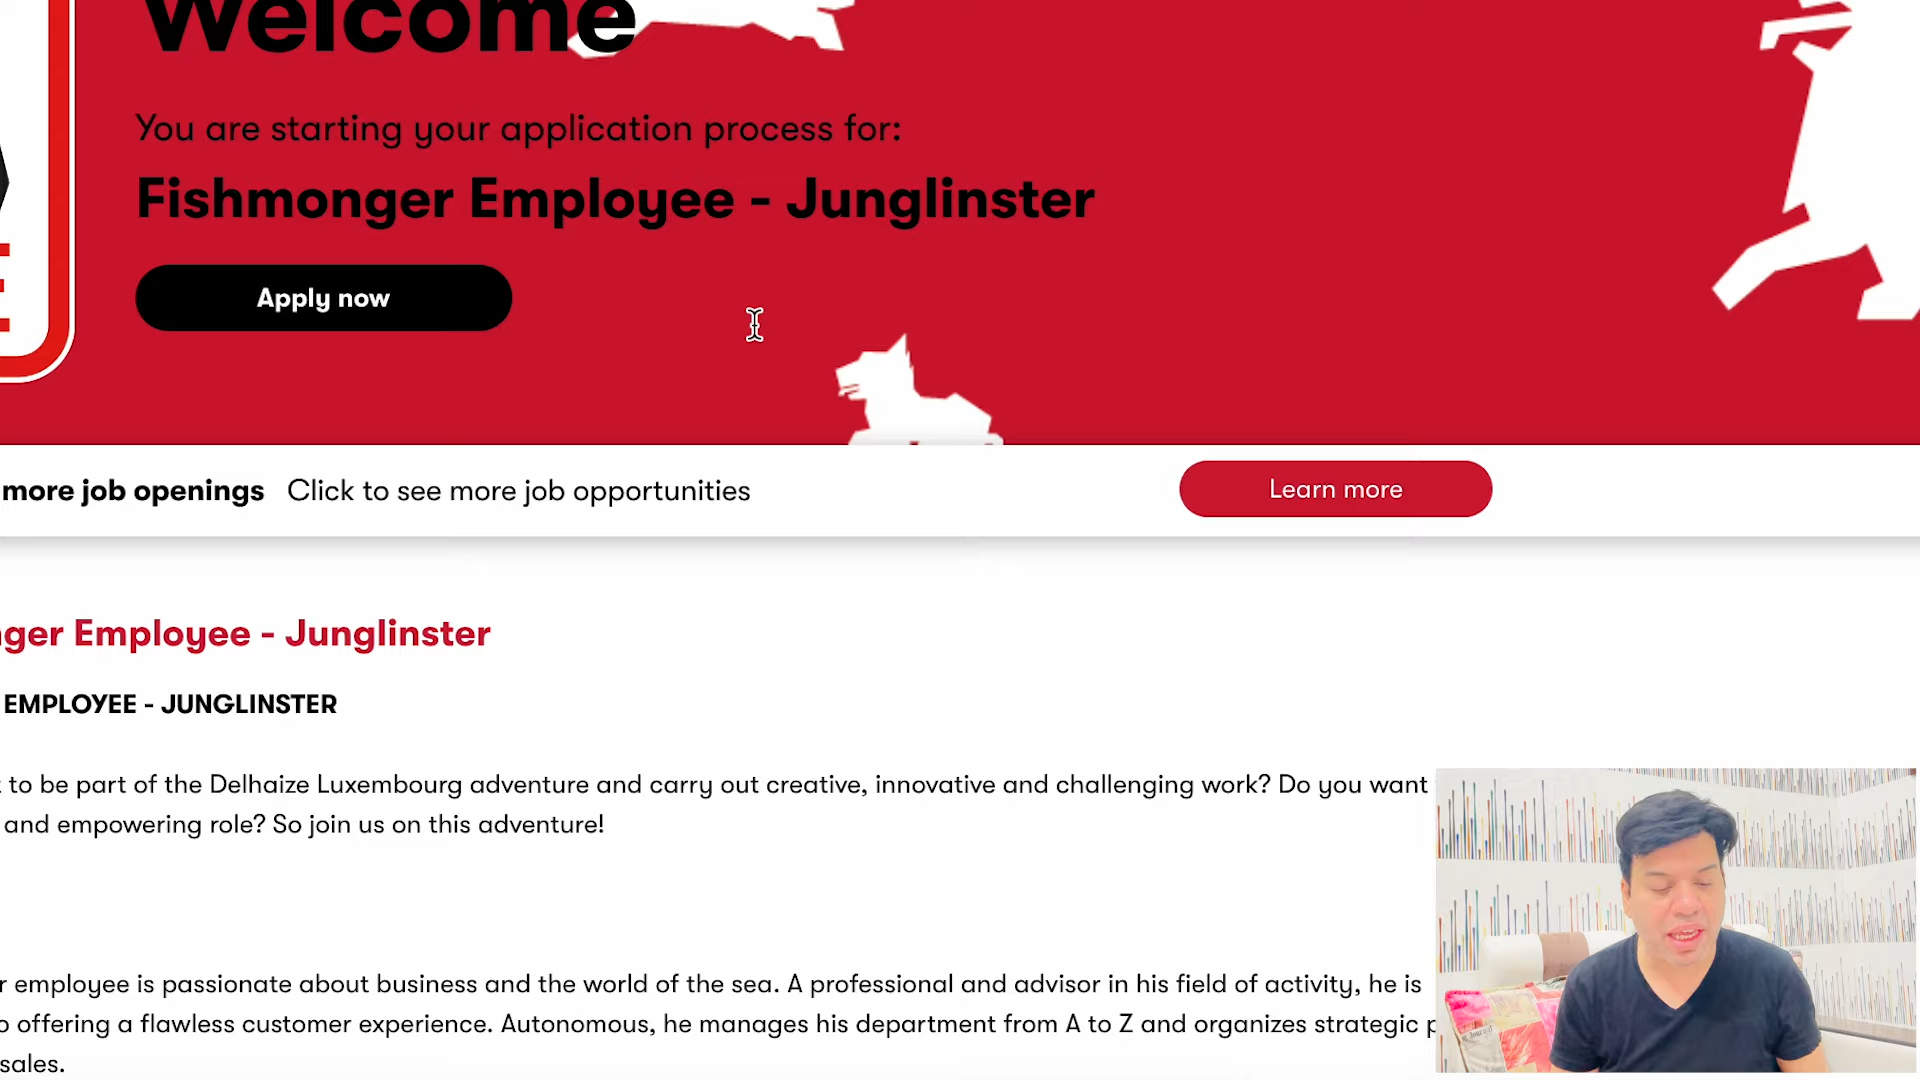 Welcome
You are starting your application process for:
Fishmonger Employee - Junglinster
Apply now
more job openings Click to see more job opportunities
Learn more
Employee - Junglinster
EMPLOYEE - JUNGLINSTER
to be part of the Delhaize Luxembourg adventure and carry out creative, innovative and challenging work? Do you want
and empowering role? So join us on this adventure!
employee is passionate about business and the world of the sea. A professional and advisor in his field of activity, he is
offering a flawless customer experience. Autonomous, he manages his department from A to Z and organizes strategic
sales.